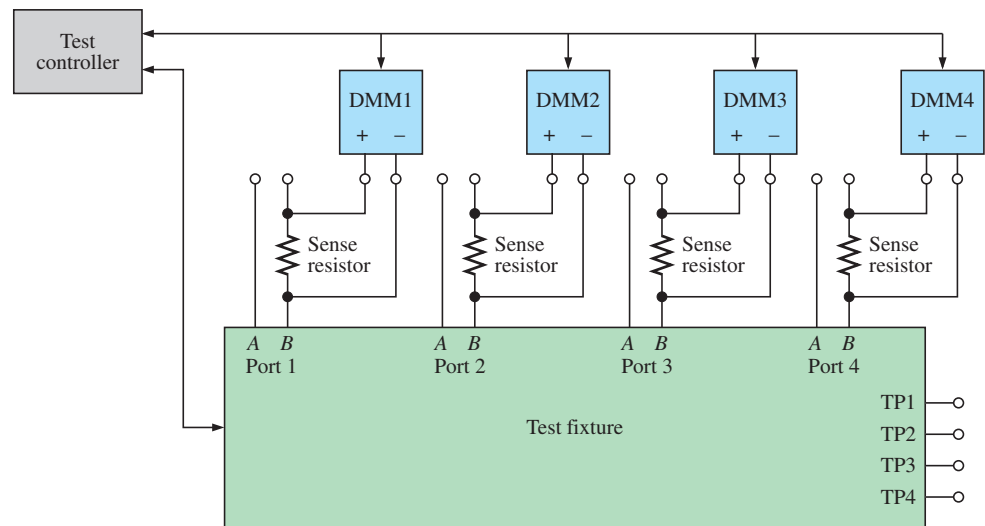 Test
controller
DMM1
DMM2
DMM3
DMM4
+ –
+ –
+ –
+ –
Sense
resistor
Sense
resistor
Sense
resistor
Sense
resistor
A B
Port 1
A B
Port 2
A B
Port 3
A B
Port 4
Test fixture
TP1
TP2
TP3
TP4